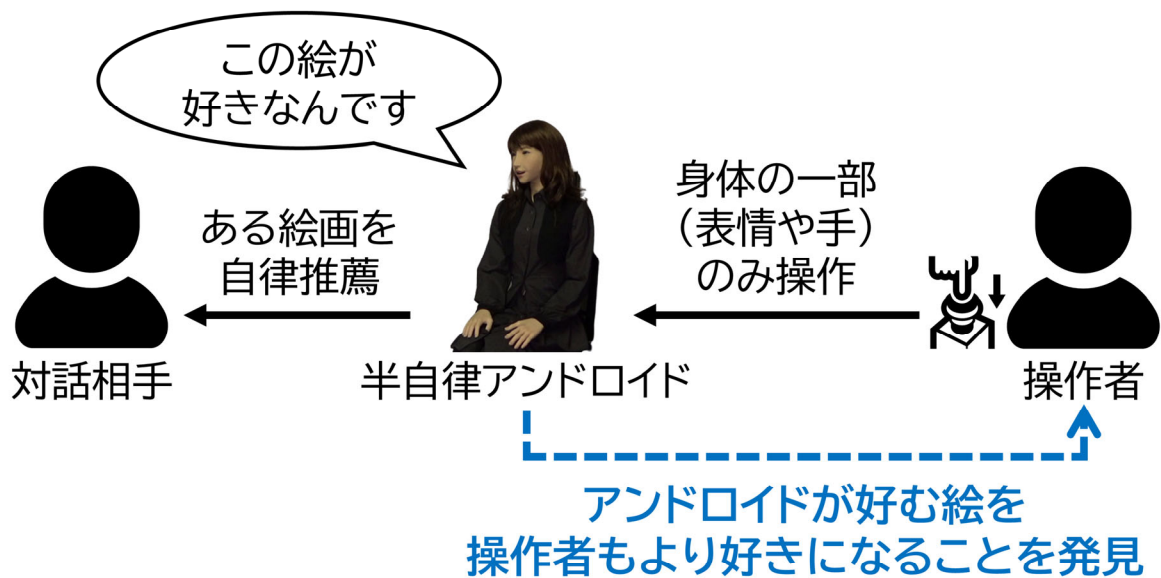 この絵が
好きなんです
ある絵画を
自律推薦
身体の一部
（表情や手）
のみ操作
対話相手
半自律アンドロイド
操作者
アンドロイドが好む絵を
操作者もより好きになることを発見